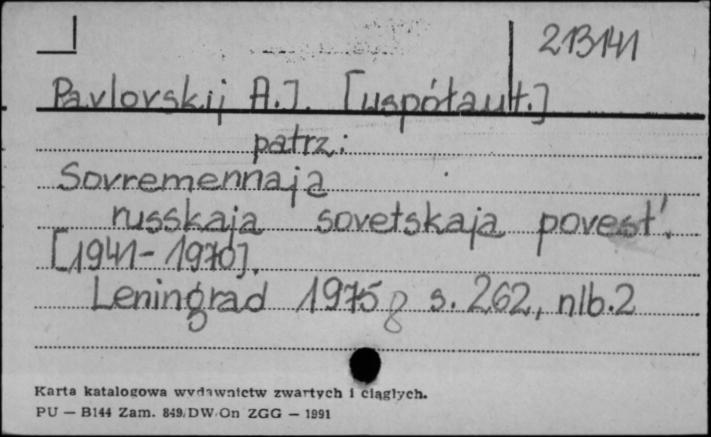 213141
Pavlovskij A.I. [współaut.]
patrz:
Sovremennaja
russkaja sovetskaja povest'.
[1941-1970].
Leningrad 1975 8 s. 262, nlb. 2
Karta katalogowa wydawnictw zwartych i ciągłych.
PU — B144 Zam. 849/DW/On ZGG — 1991